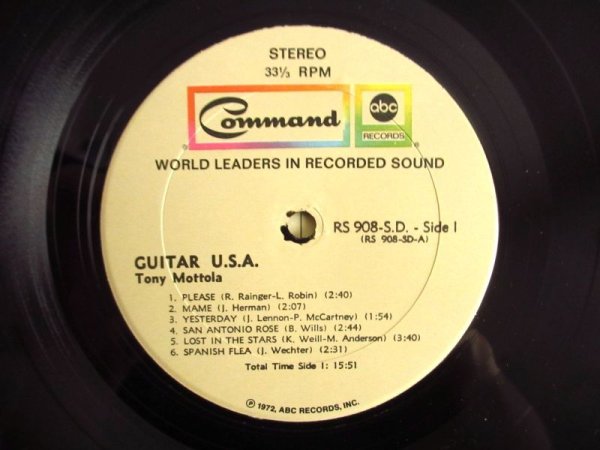 STEREO
33⅓ RPM
Command
abc
RECORDS
WORLD LEADERS IN RECORDED SOUND
RS 908-S.D. - Side 1
(RS 908-SD-A)
GUITAR U.S.A.
Tony Mottola
1. PLEASE (R. Rainger-L. Robin) (2:40)
2. MAME (J. Herman) (2:07)
3. YESTERDAY (J. Lennon-P. McCartney) (1:54)
4. SAN ANTONIO ROSE (B. Wills) (2:44)
5. LOST IN THE STARS (K. Weill-M. Anderson) (3:40)
6. SPANISH FLEA (J. Wechter) (2:31)
Total Time Side 1: 15:51
Ⓟ 1972, ABC RECORDS, INC.